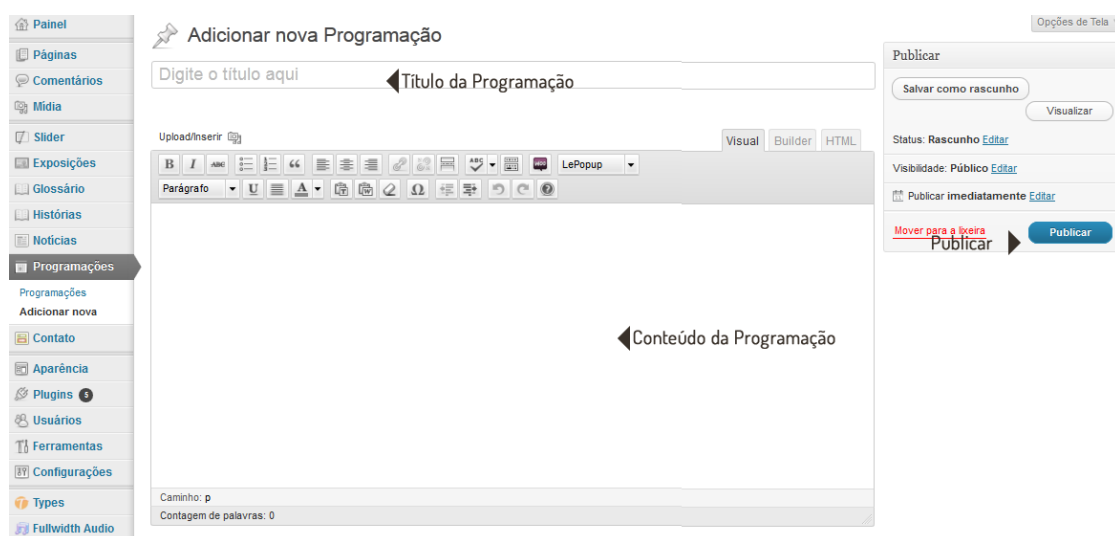 Painel
Páginas
Comentários
Mídia
Slider
Exposições
Glossário
Histórias
Notícias
Programações
Programações
Adicionar nova
Contato
Aparência
Plugins 5
Usuários
Ferramentas
Configurações
Types
Fullwidth Audio
Opções de Tela
Adicionar nova Programação
Digite o título aqui
Título da Programação
Upload/Inserir
Visual Builder HTML
B I ABC ABC LePopup
Parágrafo U A Ω
Conteúdo da Programação
Caminho: p
Contagem de palavras: 0
Publicar
Salvar como rascunho
Visualizar
Status: Rascunho Editar
Visibilidade: Público Editar
Publicar imediatamente Editar
Mover para a lixeira
Publicar
Publicar